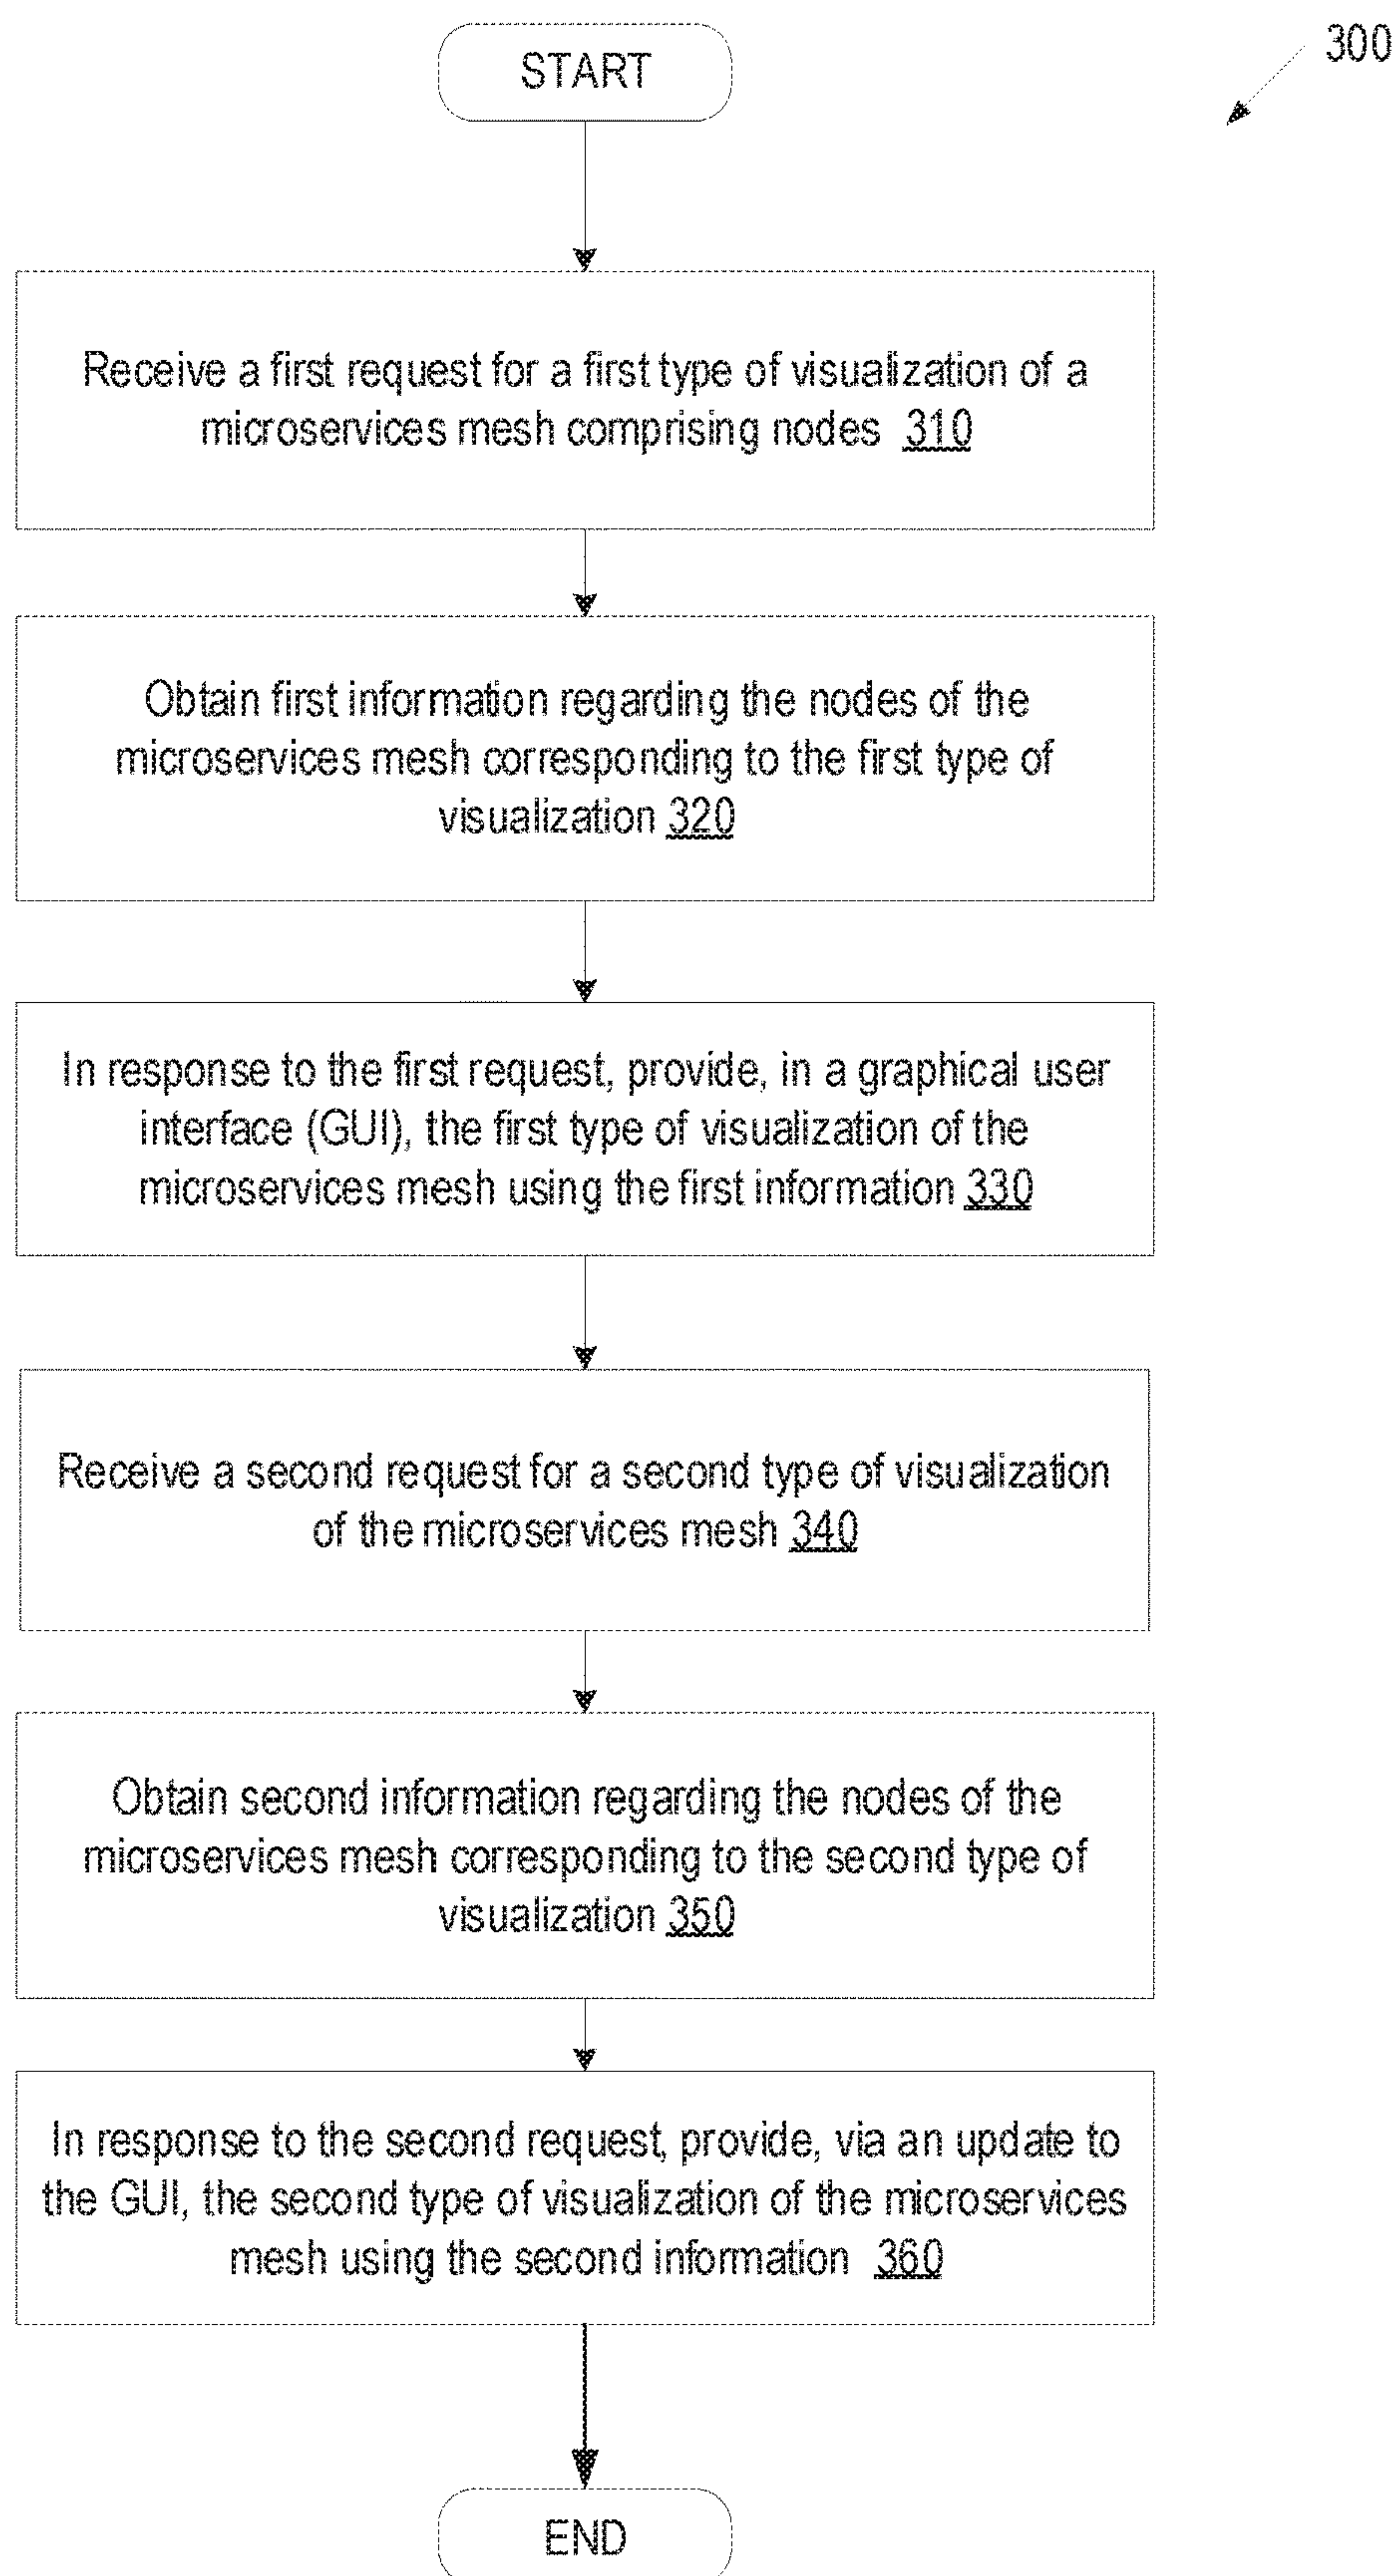 START
300
Receive a first request for a first type of visualization of a
microservices mesh comprising nodes 310
Obtain first information regarding the nodes of the
microservices mesh corresponding to the first type of
visualization 320
In response to the first request, provide, in a graphical user
interface (GUI), the first type of visualization of the
microservices mesh using the first information 330
Receive a second request for a second type of visualization
of the microservices mesh 340
Obtain second information regarding the nodes of the
microservices mesh corresponding to the second type of
visualization 350
In response to the second request, provide, via an update to
the GUI, the second type of visualization of the microservices
mesh using the second information 360
END